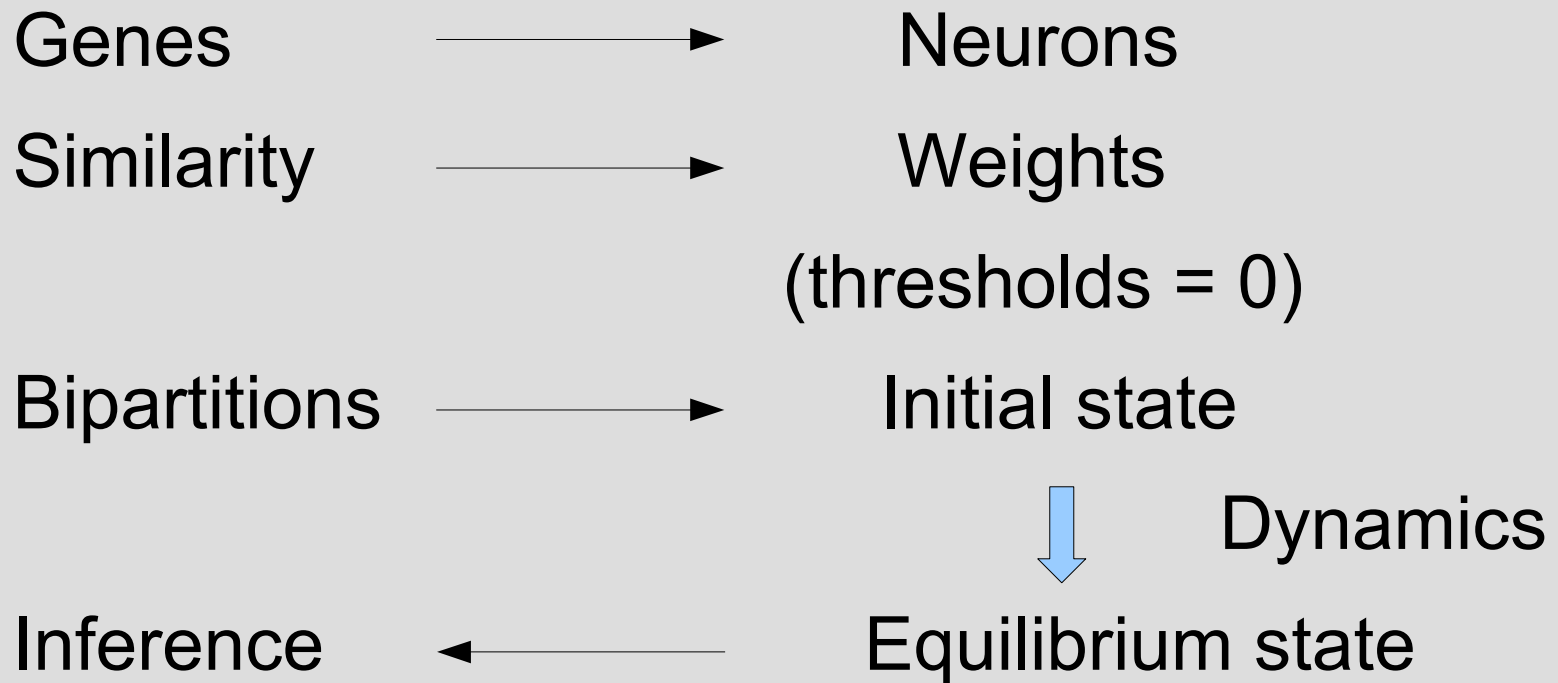 Genes Neurons
Similarity Weights
(thresholds = 0)
Bipartitions Initial state
Dynamics
Inference Equilibrium state